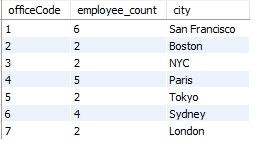 officeCode employee_count city
1 6 San Francisco
2 2 Boston
3 2 NYC
4 5 Paris
5 2 Tokyo
6 4 Sydney
7 2 London